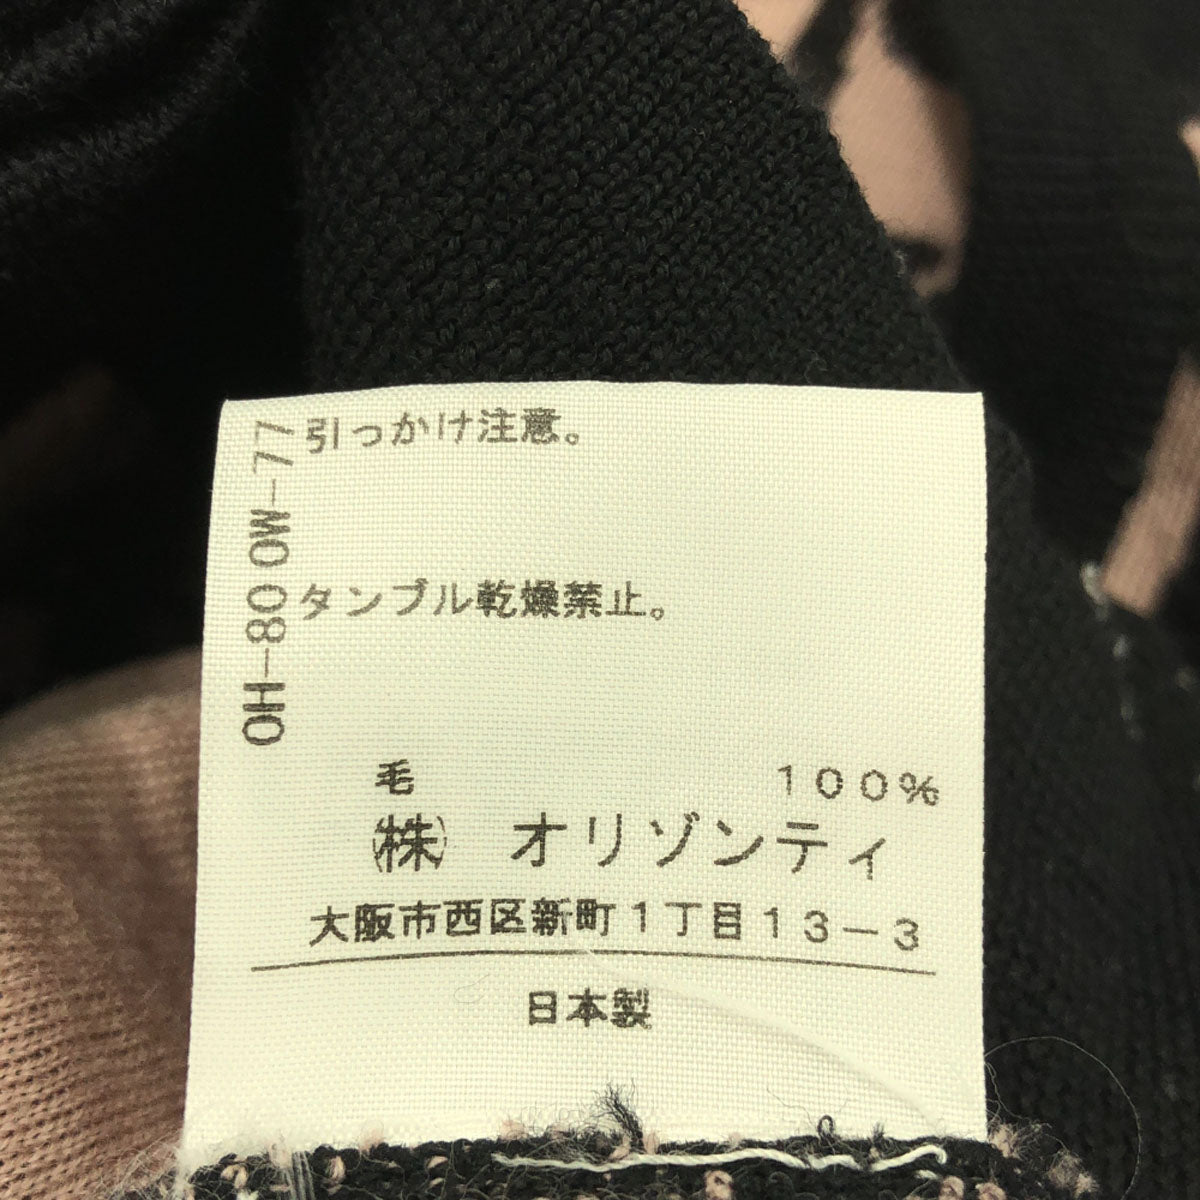 引っかけ注意。
OH-80 OW-77
タンブル乾燥禁止。
毛 100%
㈱ オリゾンティ
大阪市西区新町1丁目13-3
日本製